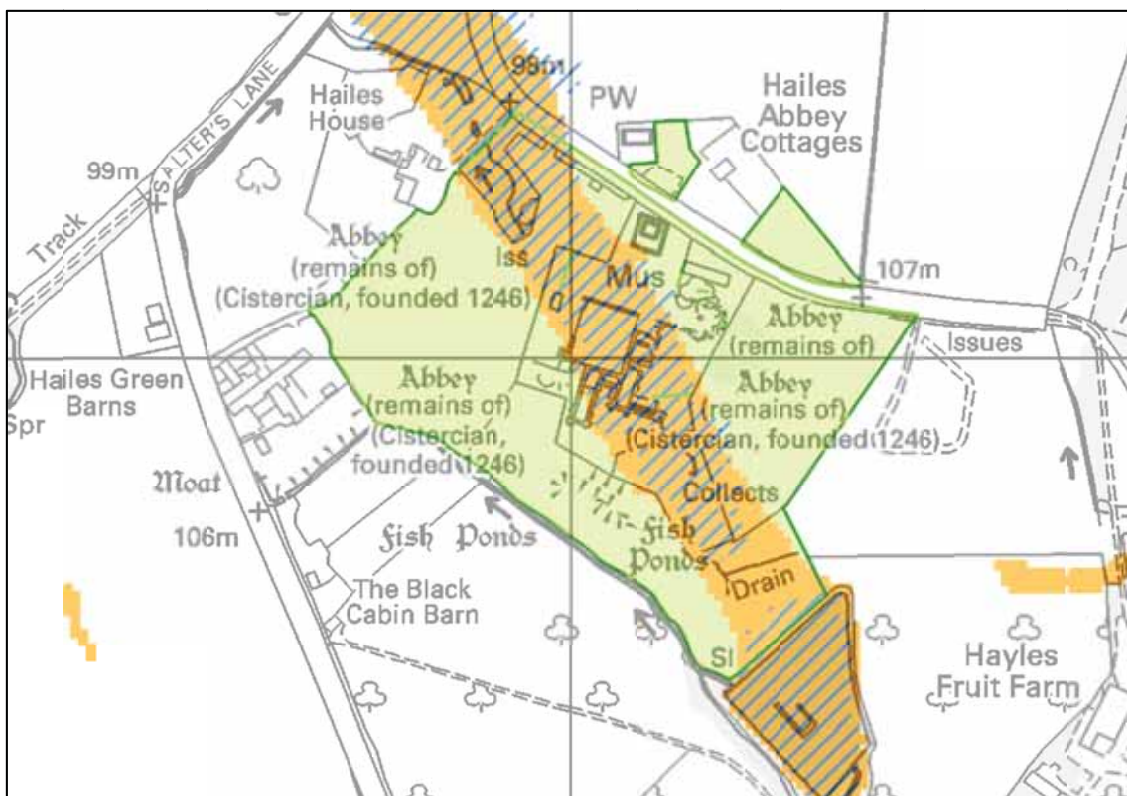 98m
PW
Hailes
Abbey
Cottages
Hailes
House
SALTER'S LANE
99m
Track
Abbey
(remains of)
(Cistercian, founded 1246)
Iss
Mus
107m
Abbey
(remains of)
Issues
Hailes Green
Barns
Spr
Abbey
(remains of)
(Cistercian,
founded 1246)
Abbey
(remains of)
(Cistercian, founded 1246)
Moat
106m
Collects
Fish Ponds
Fish
Ponds
Drain
The Black
Cabin Barn
Sl
Hayles
Fruit Farm